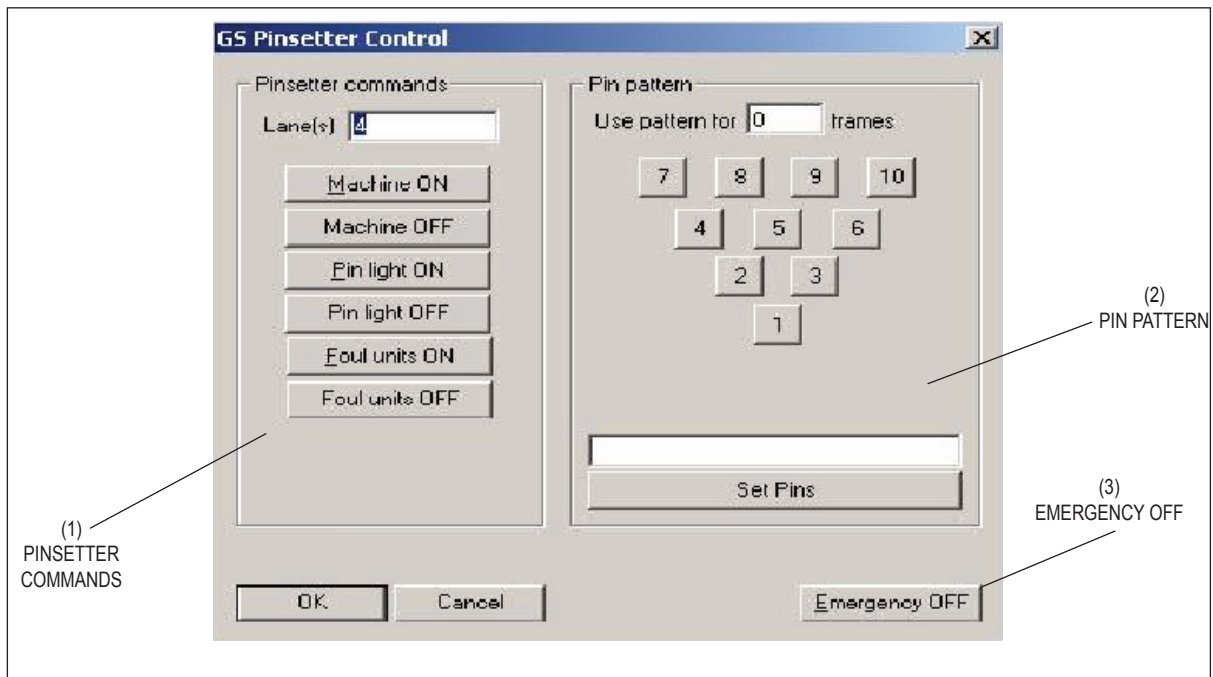 GS Pinsetter Control
Pinsetter commands
Lane(s) 4
Machine ON
Machine OFF
Pin light ON
Pin light OFF
Foul units ON
Foul units OFF
Pin pattern
Use pattern for 0 frames
7 8 9 10
4 5 6
2 3
1
Set Pins
OK
Cancel
Emergency OFF
(1)
PINSETTER
COMMANDS
(2)
PIN PATTERN
(3)
EMERGENCY OFF